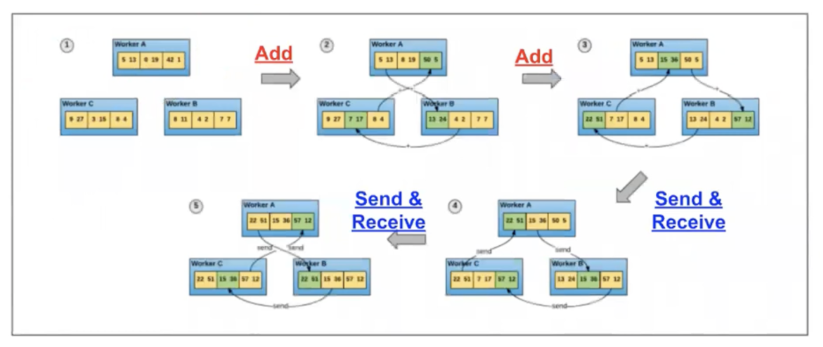 1
Worker A
5 13 8 19 42 1
Worker C
9 27 3 15 8 4
Worker B
8 11 4 2 7 7
Add
2
Worker A
5 13 8 19 50 5
Worker C
9 27 7 17 8 4
Worker B
13 24 4 2 7 7
Add
3
Worker A
5 13 15 36 50 5
Worker C
22 51 7 17 8 4
Worker B
13 24 4 2 57 12
Send &
Receive
4
Worker A
22 51 15 36 50 5
send
send
Worker C
22 51 7 17 57 12
Worker B
13 24 15 36 57 12
send
Send &
Receive
5
Worker A
22 51 15 36 57 12
send
send
Worker C
22 51 15 36 57 12
Worker B
22 51 15 36 57 12
send